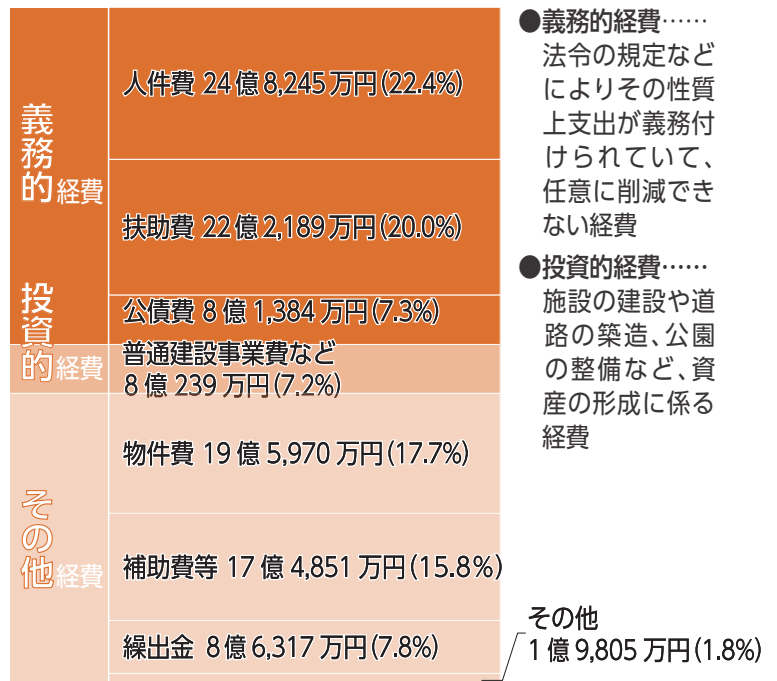 義務的経費
人件費 24億8,245万円(22.4%)
扶助費 22億2,189万円(20.0%)
公債費 8億1,384万円(7.3%)
投資的経費
普通建設事業費など
8億239万円(7.2%)
その他経費
物件費 19億5,970万円(17.7%)
補助費等 17億4,851万円(15.8%)
繰出金 8億6,317万円(7.8%)
その他
1億9,805万円(1.8%)
●義務的経費……
法令の規定など
によりその性質
上支出が義務付
けられていて、
任意に削減でき
ない経費
●投資的経費……
施設の建設や道
路の築造、公園
の整備など、資
産の形成に係る
経費